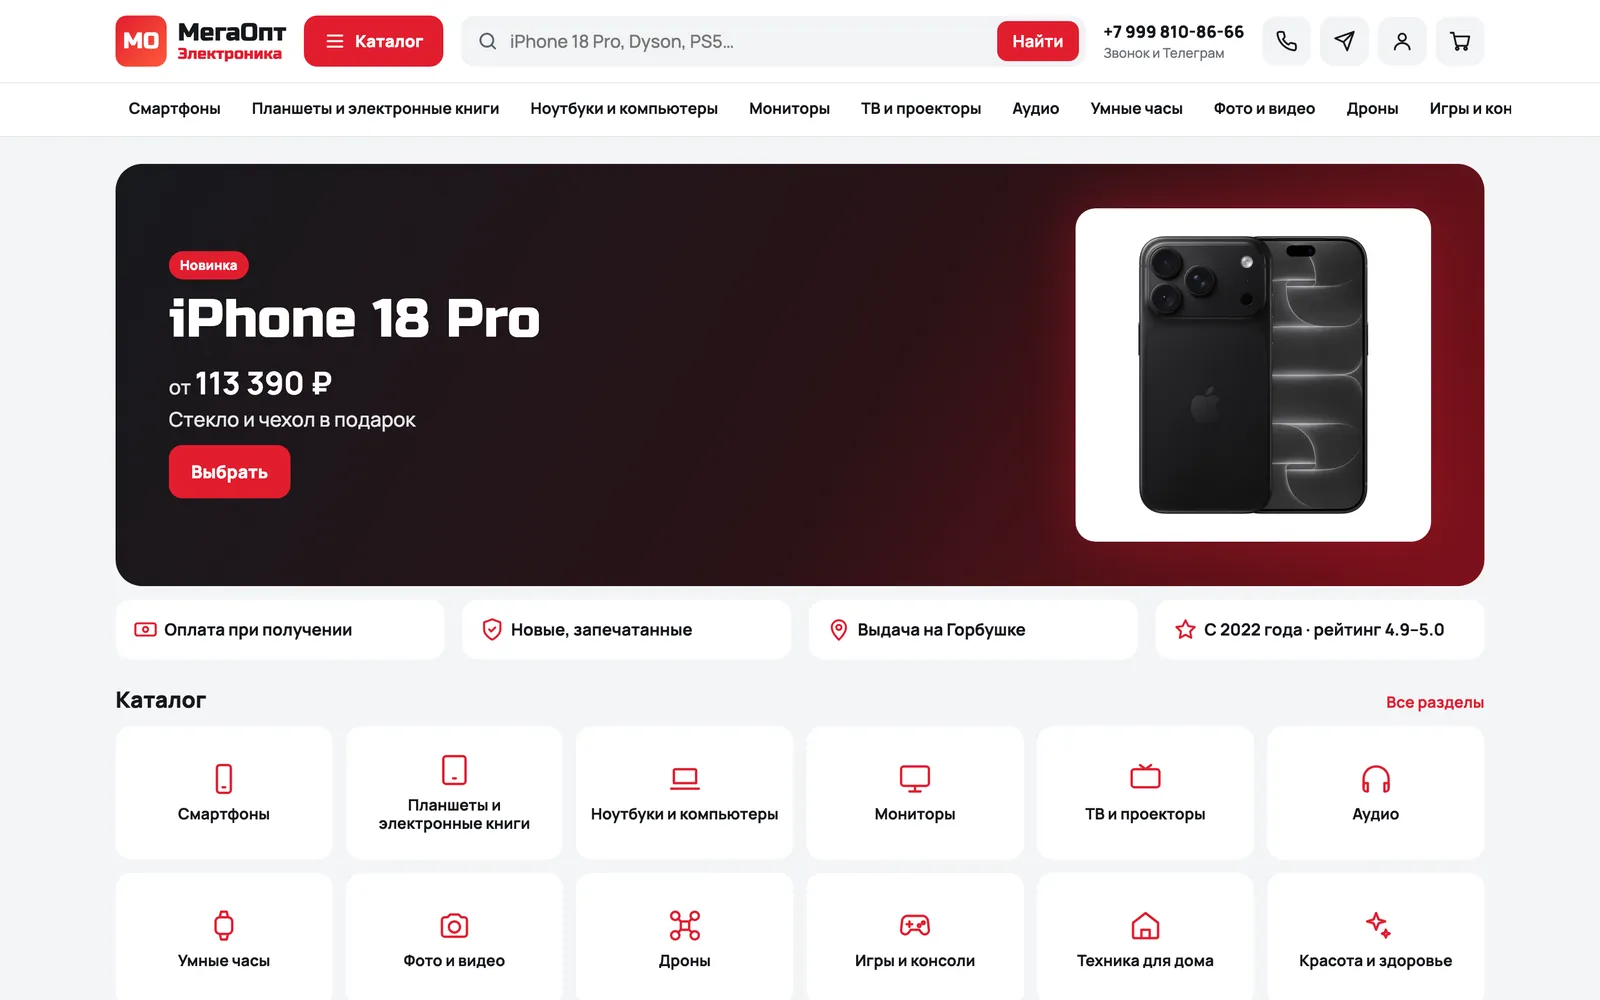 МО
МегаОпт
Электроника
Каталог
iPhone 18 Pro, Dyson, PS5...
Найти
+7 999 810-86-66
Звонок и Телеграм
Смартфоны
Планшеты и электронные книги
Ноутбуки и компьютеры
Мониторы
ТВ и проекторы
Аудио
Умные часы
Фото и видео
Дроны
Игры и кон
Новинка
iPhone 18 Pro
от 113 390 ₽
Стекло и чехол в подарок
Выбрать
Оплата при получении
Новые, запечатанные
Выдача на Горбушке
С 2022 года · рейтинг 4.9–5.0
Каталог
Все разделы
Смартфоны
Планшеты и
электронные книги
Ноутбуки и компьютеры
Мониторы
ТВ и проекторы
Аудио
Умные часы
Фото и видео
Дроны
Игры и консоли
Техника для дома
Красота и здоровье